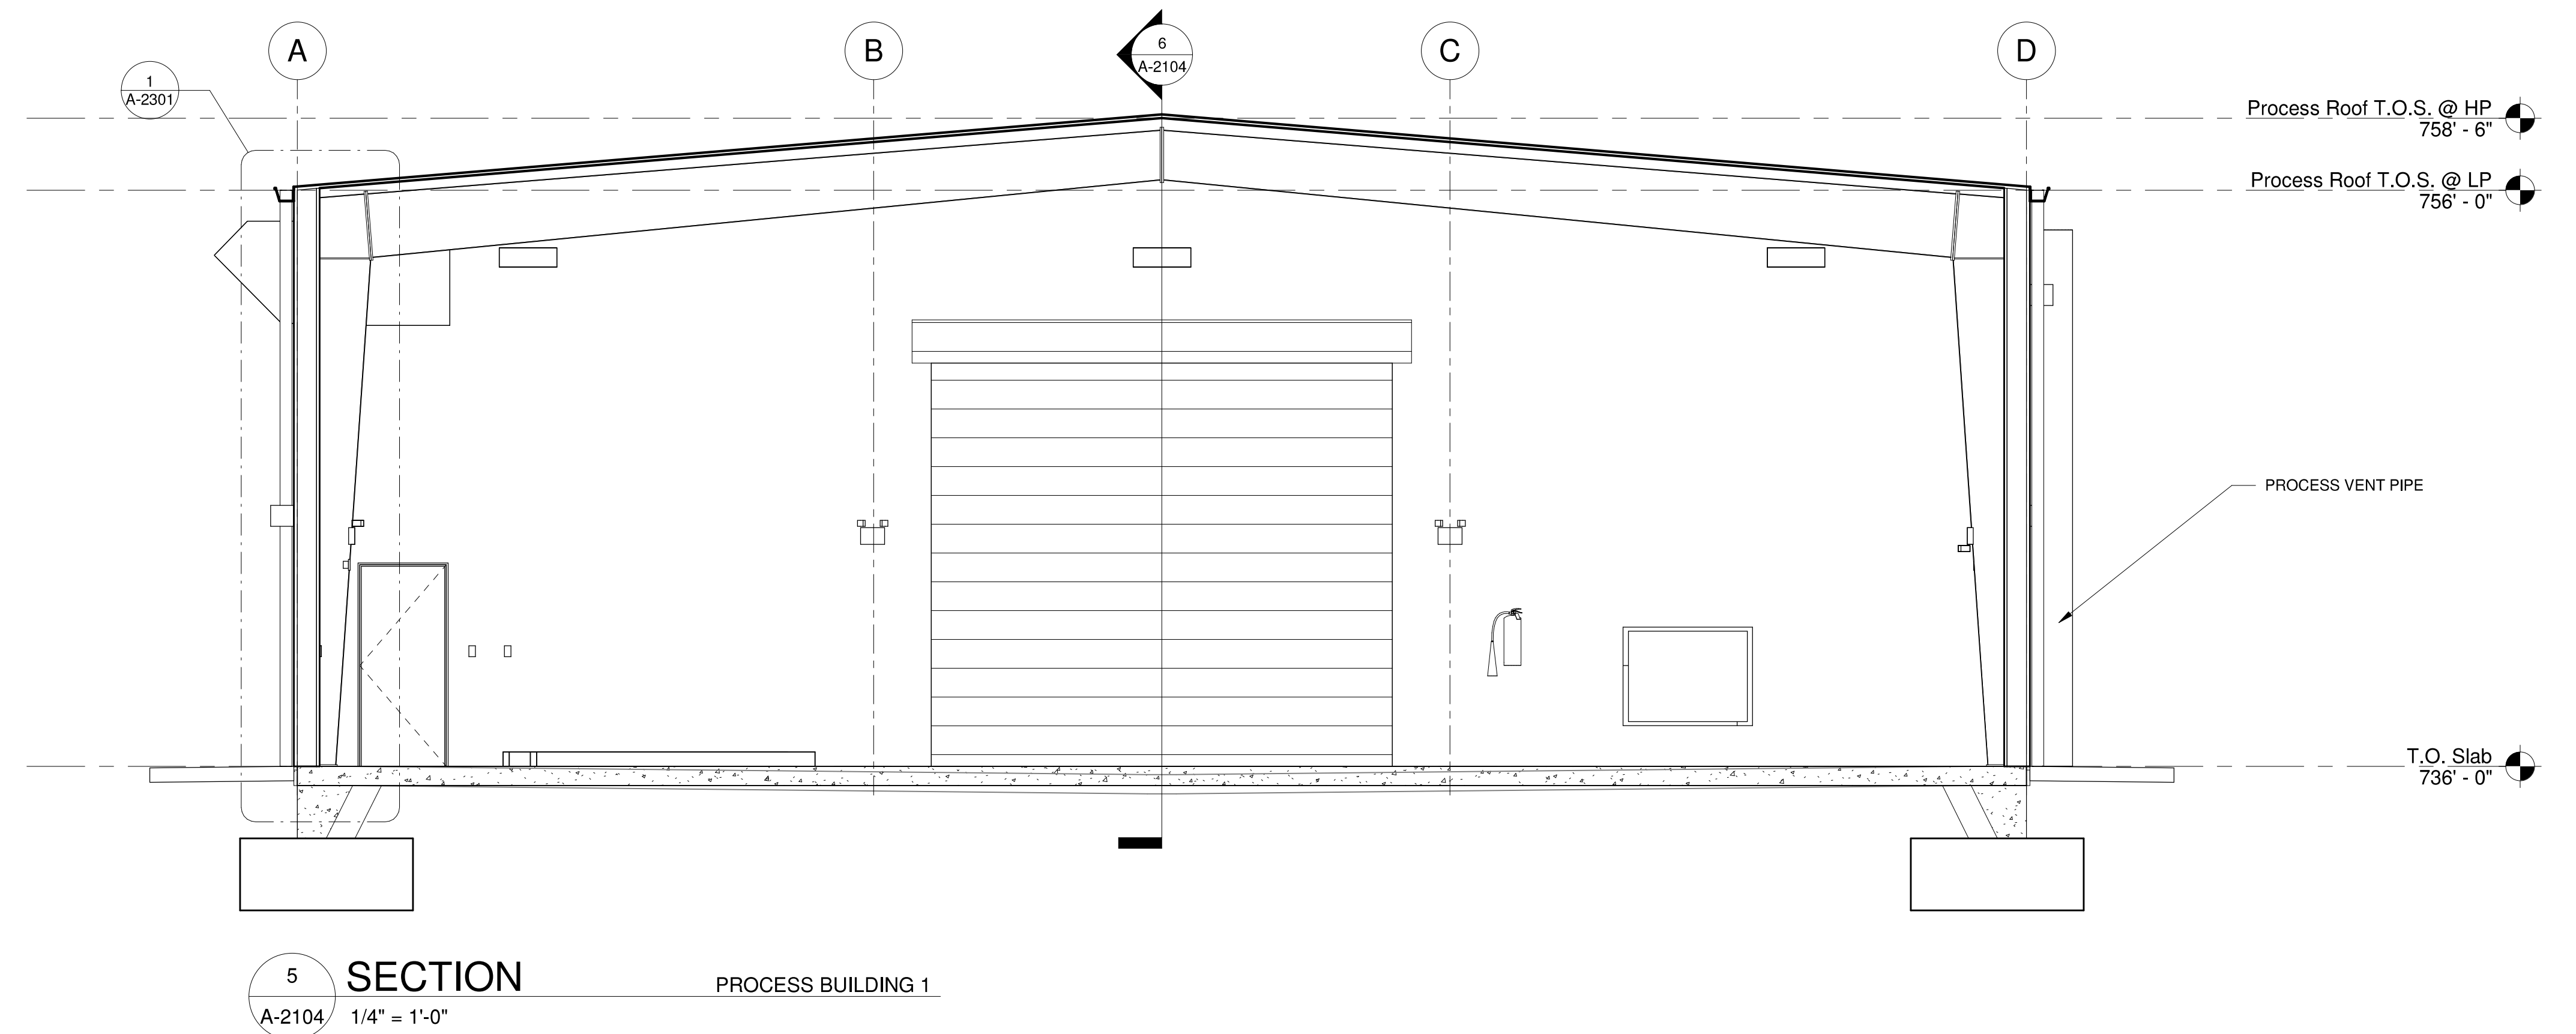 A
B
6
A-2104
C
D
1
A-2301
Process Roof T.O.S. @ HP
758' - 6"
Process Roof T.O.S. @ LP
756' - 0"
PROCESS VENT PIPE
T.O. Slab
736' - 0"
5
SECTION
PROCESS BUILDING 1
A-2104
1/4" = 1'-0"